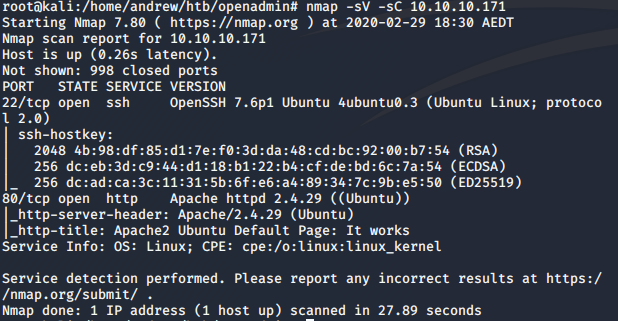 root@kali:/home/andrew/htb/openadmin# nmap -sV -sC 10.10.10.171
Starting Nmap 7.80 ( https://nmap.org ) at 2020-02-29 18:30 AEDT
Nmap scan report for 10.10.10.171
Host is up (0.26s latency).
Not shown: 998 closed ports
PORT   STATE SERVICE VERSION
22/tcp open  ssh     OpenSSH 7.6p1 Ubuntu 4ubuntu0.3 (Ubuntu Linux; protoco
l 2.0)
| ssh-hostkey:
|   2048 4b:98:df:85:d1:7e:f0:3d:da:48:cd:bc:92:00:b7:54 (RSA)
|   256 dc:eb:3d:c9:44:d1:18:b1:22:b4:cf:de:bd:6c:7a:54 (ECDSA)
|_  256 dc:ad:ca:3c:11:31:5b:6f:e6:a4:89:34:7c:9b:e5:50 (ED25519)
80/tcp open  http    Apache httpd 2.4.29 ((Ubuntu))
|_http-server-header: Apache/2.4.29 (Ubuntu)
|_http-title: Apache2 Ubuntu Default Page: It works
Service Info: OS: Linux; CPE: cpe:/o:linux:linux_kernel

Service detection performed. Please report any incorrect results at https:/
/nmap.org/submit/ .
Nmap done: 1 IP address (1 host up) scanned in 27.89 seconds